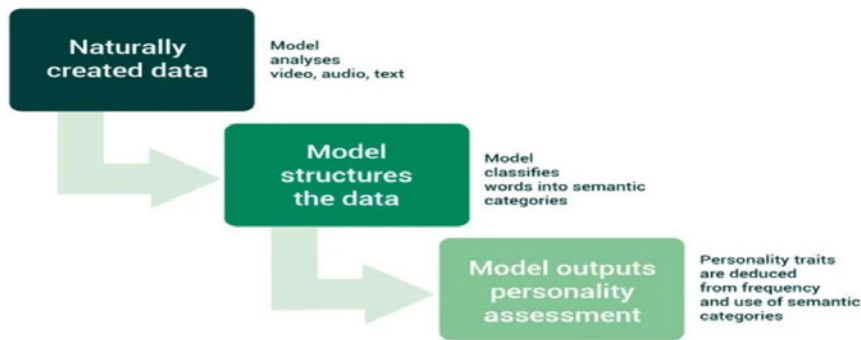 Naturally
created data
Model
analyses
video, audio, text
Model
structures
the data
Model
classifies
words into semantic
categories
Model outputs
personality
assessment
Personality traits
are deduced
from frequency
and use of semantic
categories